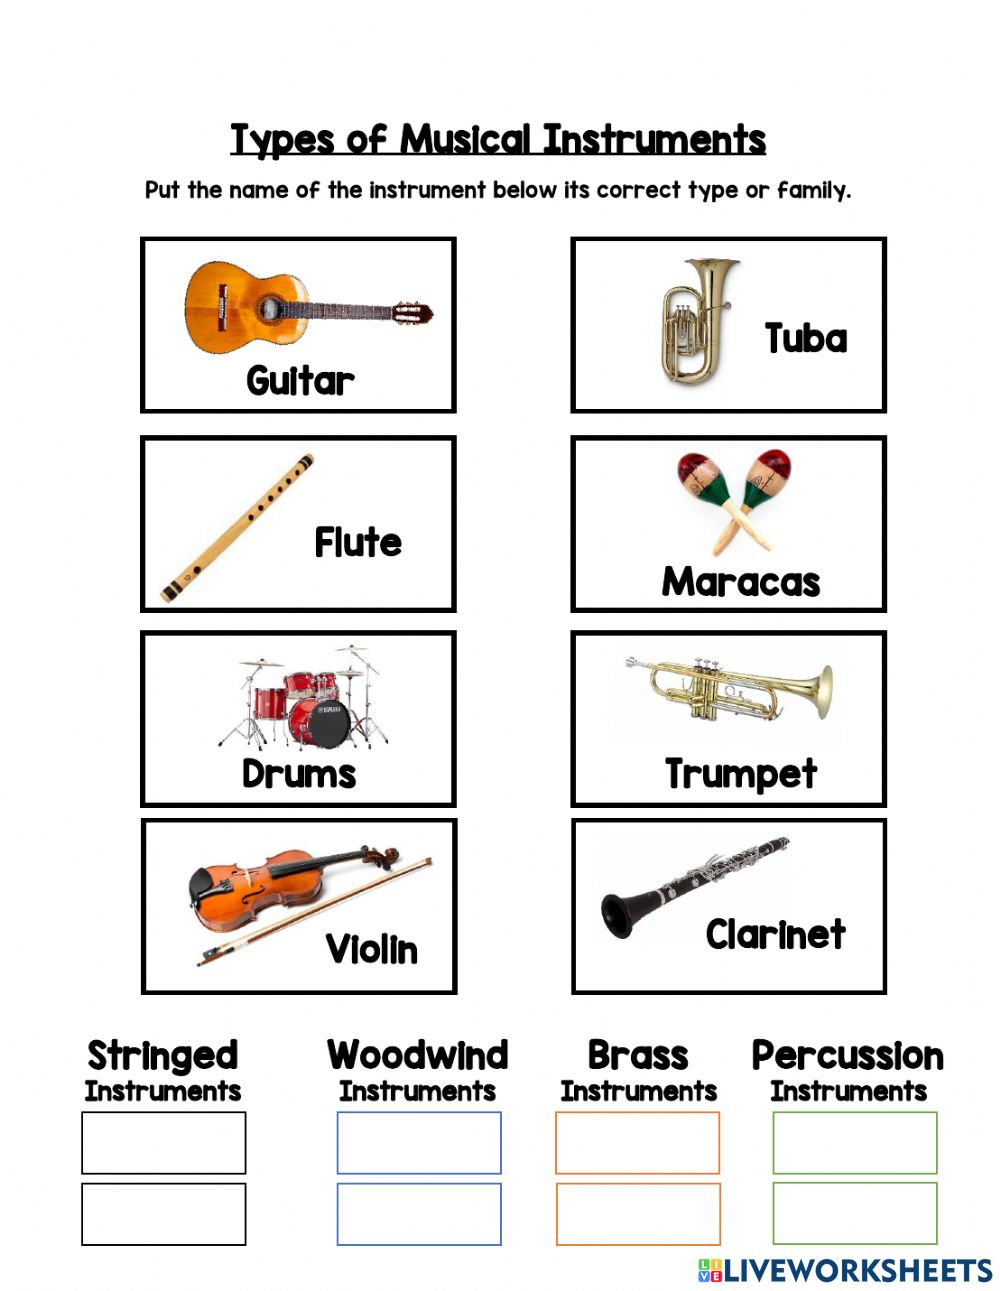 Types of Musical Instruments
Put the name of the instrument below its correct type or family.
Guitar
Tuba
Flute
Maracas
Drums
Trumpet
Violin
Clarinet
Stringed
Instruments
Woodwind
Instruments
Brass
Instruments
Percussion
Instruments
LIVEWORKSHEETS